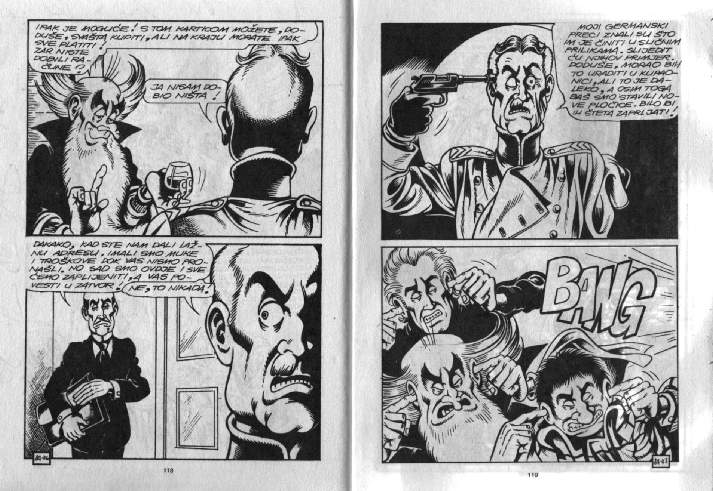 IPAK JE MOGUĆE! S TOM KARTICOM MOŽETE, DO-
DUŠE, SVAŠTA KUPITI, ALI NA KRAJU MORATE IPAK
SVE PLATITI!
ZAR NISTE
DOBILI RA-
ČUNE?
JA NISAM DO-
BIO NIŠTA!
DAKAKO, KAD STE NAM DALI LAŽ-
NU ADRESU. IMALI SMO MUKE
I TROŠKOVE DOK VAS NISMO PRO-
NAŠLI. NO SAD SMO OVDJE I SVE
ĆEMO ZAPLIJENITI, A VAS PO-
VESTI U ZATVOR!
NE, TO NIKADA!
118
MOJI GERMANSKI
PRECI ZNALI SU ŠTO
IM JE ČINITI U SLIČNIM
PRILIKAMA. SLIJEDIT
ĆU NJIHOV PRIMJER.
DODUŠE, MORAO BIH
TO URADITI U KUPAO-
NICI, ALI TO JE DA-
LEKO, A OSIM TOGA
BAŠ SMO STAVILI NO-
VE PLOČICE. BILO BI
IH ŠTETA ZAPRLJATI!
BANG
119